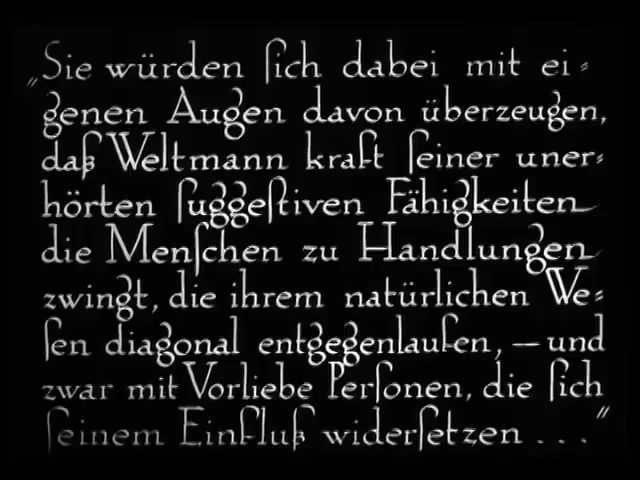 „Sie würden ſich dabei mit ei-
genen Augen davon überzeugen,
daß Weltmann kraft ſeiner uner-
hörten ſuggeſtiven Fähigkeiten
die Menſchen zu Handlungen
zwingt, die ihrem natürlichen We-
ſen diagonal entgegenlaufen, — und
zwar mit Vorliebe Perſonen, die ſich
ſeinem Einfluß widerſetzen . . ."